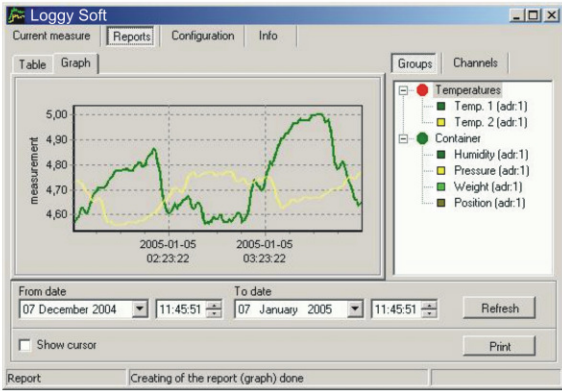 Loggy Soft
Current measure Reports Configuration Info
Table Graph
Groups Channels
5,00
4,90
4,80
4,70
4,60
measurement
2005-01-05 2005-01-05
02:23:22 03:23:22
Temperatures
Temp. 1 (adr:1)
Temp. 2 (adr:1)
Container
Humidity (adr:1)
Pressure (adr:1)
Weight (adr:1)
Position (adr:1)
From date To date
07 December 2004 11:45:51 07 January 2005 11:45:51 Refresh
Show cursor Print
Report Creating of the report (graph) done